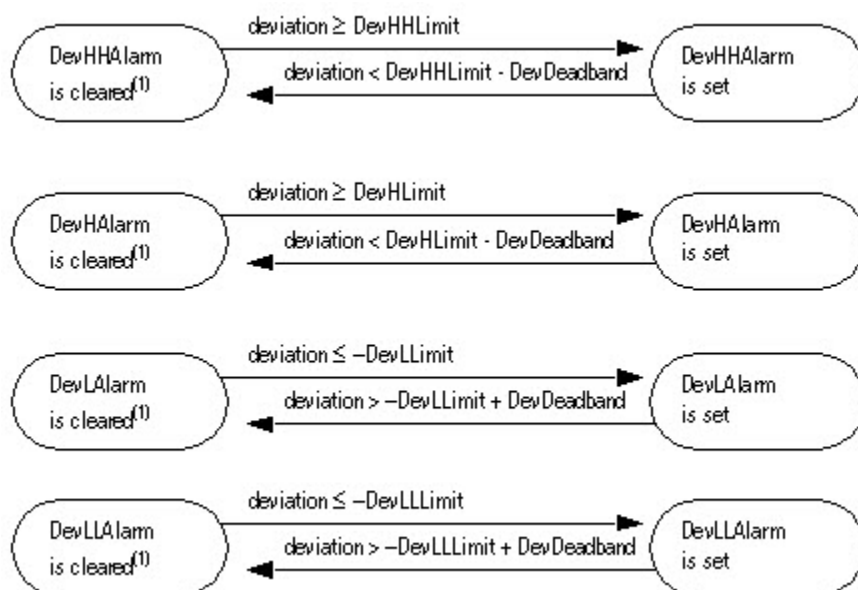 deviation ≥ DevHHLimit
DevHHAlarm
is cleared(1)
deviation < DevHHLimit - DevDeadband
DevHHAlarm
is set
deviation ≥ DevHLimit
DevHAlarm
is cleared(1)
deviation < DevHLimit - DevDeadband
DevHAlarm
is set
deviation ≤ –DevLLimit
DevLAlarm
is cleared(1)
deviation > –DevLLimit + DevDeadband
DevLAlarm
is set
deviation ≤ –DevLLLimit
DevLLAlarm
is cleared(1)
deviation > –DevLLLimit + DevDeadband
DevLLAlarm
is set